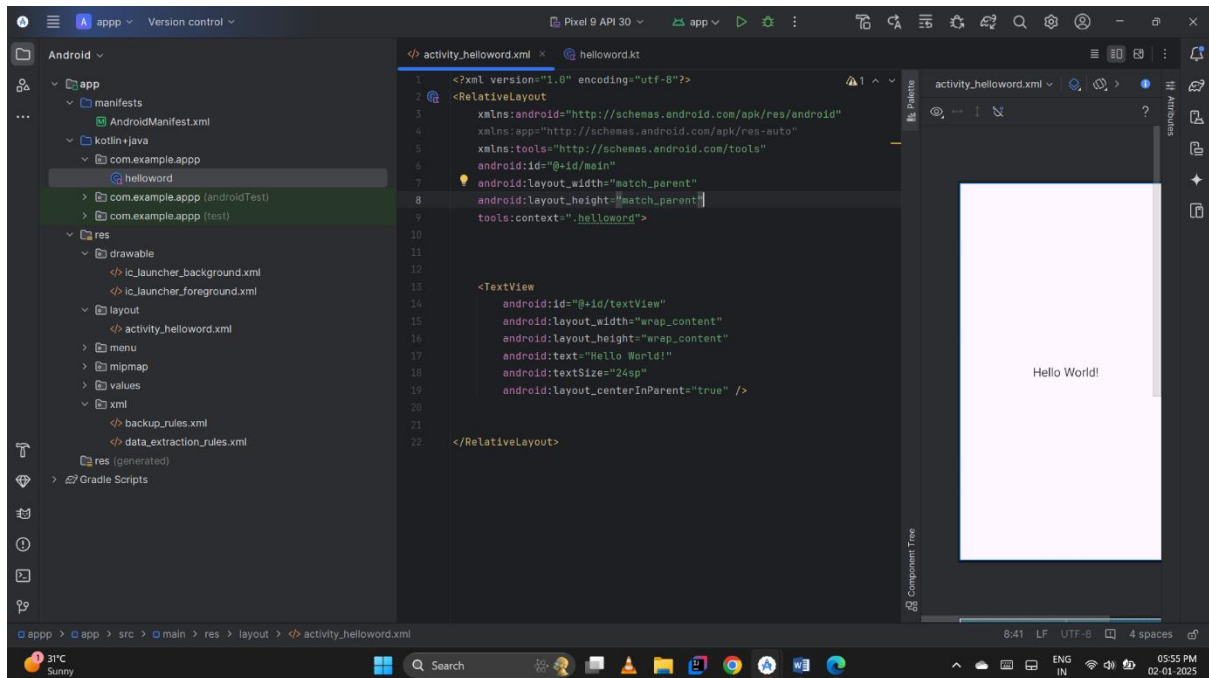 A appp Version control Pixel 9 API 30 app
Android
app
manifests
AndroidManifest.xml
kotlin+java
com.example.appp
helloword
com.example.appp (androidTest)
com.example.appp (test)
res
drawable
ic_launcher_background.xml
ic_launcher_foreground.xml
layout
activity_helloword.xml
menu
mipmap
values
xml
backup_rules.xml
data_extraction_rules.xml
res (generated)
Gradle Scripts
activity_helloword.xml helloword.kt
1 <?xml version="1.0" encoding="utf-8"?>
2 <RelativeLayout
3 xmlns:android="http://schemas.android.com/apk/res/android"
4 xmlns:app="http://schemas.android.com/apk/res-auto"
5 xmlns:tools="http://schemas.android.com/tools"
6 android:id="@+id/main"
7 android:layout_width="match_parent"
8 android:layout_height="match_parent"
9 tools:context=".helloword">
10
11
12
13 <TextView
14 android:id="@+id/textView"
15 android:layout_width="wrap_content"
16 android:layout_height="wrap_content"
17 android:text="Hello World!"
18 android:textSize="24sp"
19 android:layout_centerInParent="true" />
20
21
22 </RelativeLayout>
1
Palette
Component Tree
activity_helloword.xml
?
Attributes
Hello World!
appp > app > src > main > res > layout > activity_helloword.xml
8:41 LF UTF-8 4 spaces
1
31°C
Sunny
Search
ENG
IN
05:55 PM
02-01-2025